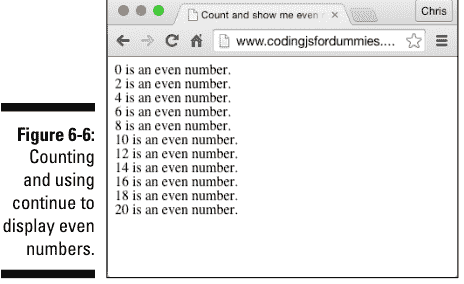 Count and show me even
Chris
www.codingjsfordummies....
0 is an even number.
2 is an even number.
4 is an even number.
6 is an even number.
8 is an even number.
10 is an even number.
12 is an even number.
14 is an even number.
16 is an even number.
18 is an even number.
20 is an even number.
Figure 6-6:
Counting
and using
continue to
display even
numbers.